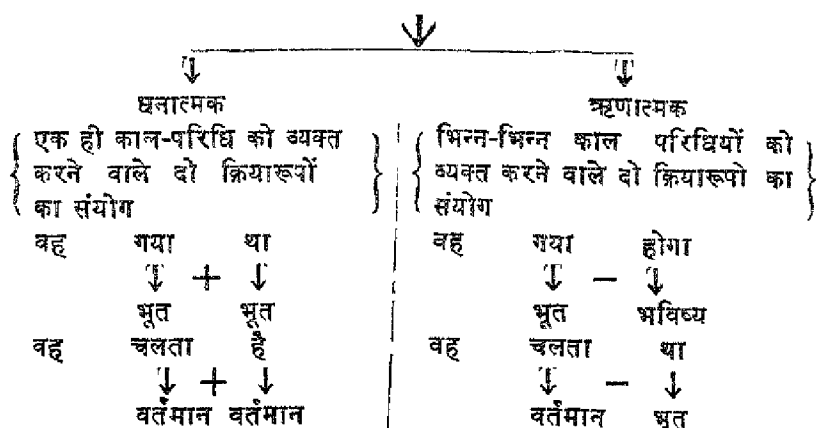 धनात्मक
एक ही काल-परिधि को व्यक्त
करने वाले दो क्रियारूपों
का संयोग
वह गया था
+
भूत भूत
वह चलता है
+
वर्तमान वर्तमान
ऋणात्मक
भिन्न-भिन्न काल परिधियों को
व्यक्त करने वाले दो क्रियारूपो का
संयोग
वह गया होगा
−
भूत भविष्य
वह चलता था
−
वर्तमान भूत